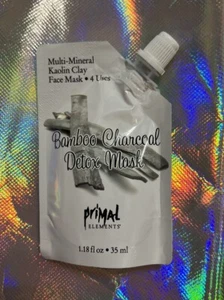 Multi-Mineral
Kaolin Clay
Face Mask • 4 Uses
Bamboo Charcoal
Detox Mask
PRIMAL
ELEMENTS
1.18 fl oz • 35 ml